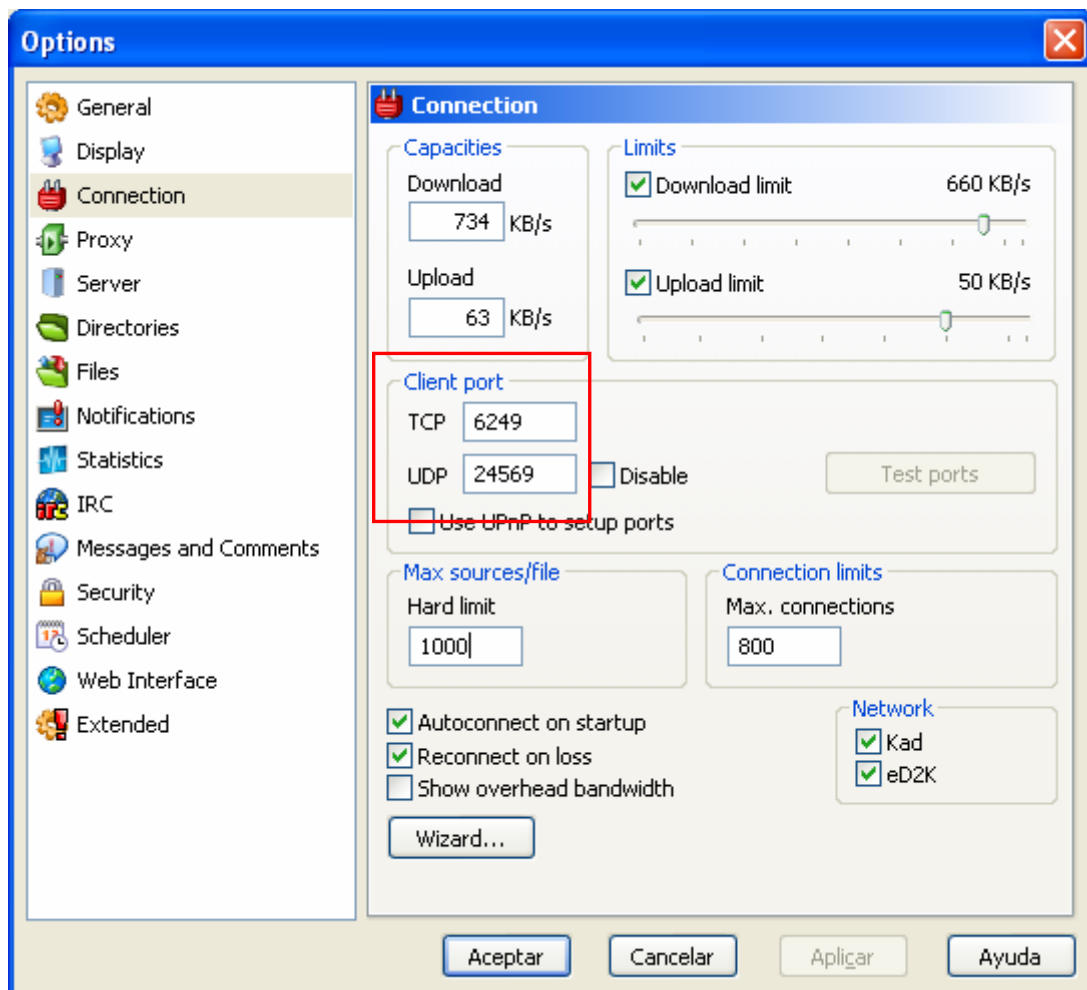 Options
General
Display
Connection
Proxy
Server
Directories
Files
Notifications
Statistics
IRC
Messages and Comments
Security
Scheduler
Web Interface
Extended
Connection
Capacities
Download
734 KB/s
Upload
63 KB/s
Limits
Download limit 660 KB/s
Upload limit 50 KB/s
Client port
TCP 6249
UDP 24569 Disable Test ports
Use UPnP to setup ports
Max sources/file
Hard limit
1000
Connection limits
Max. connections
800
Autoconnect on startup
Reconnect on loss
Show overhead bandwidth
Network
Kad
eD2K
Wizard...
Aceptar Cancelar Aplicar Ayuda